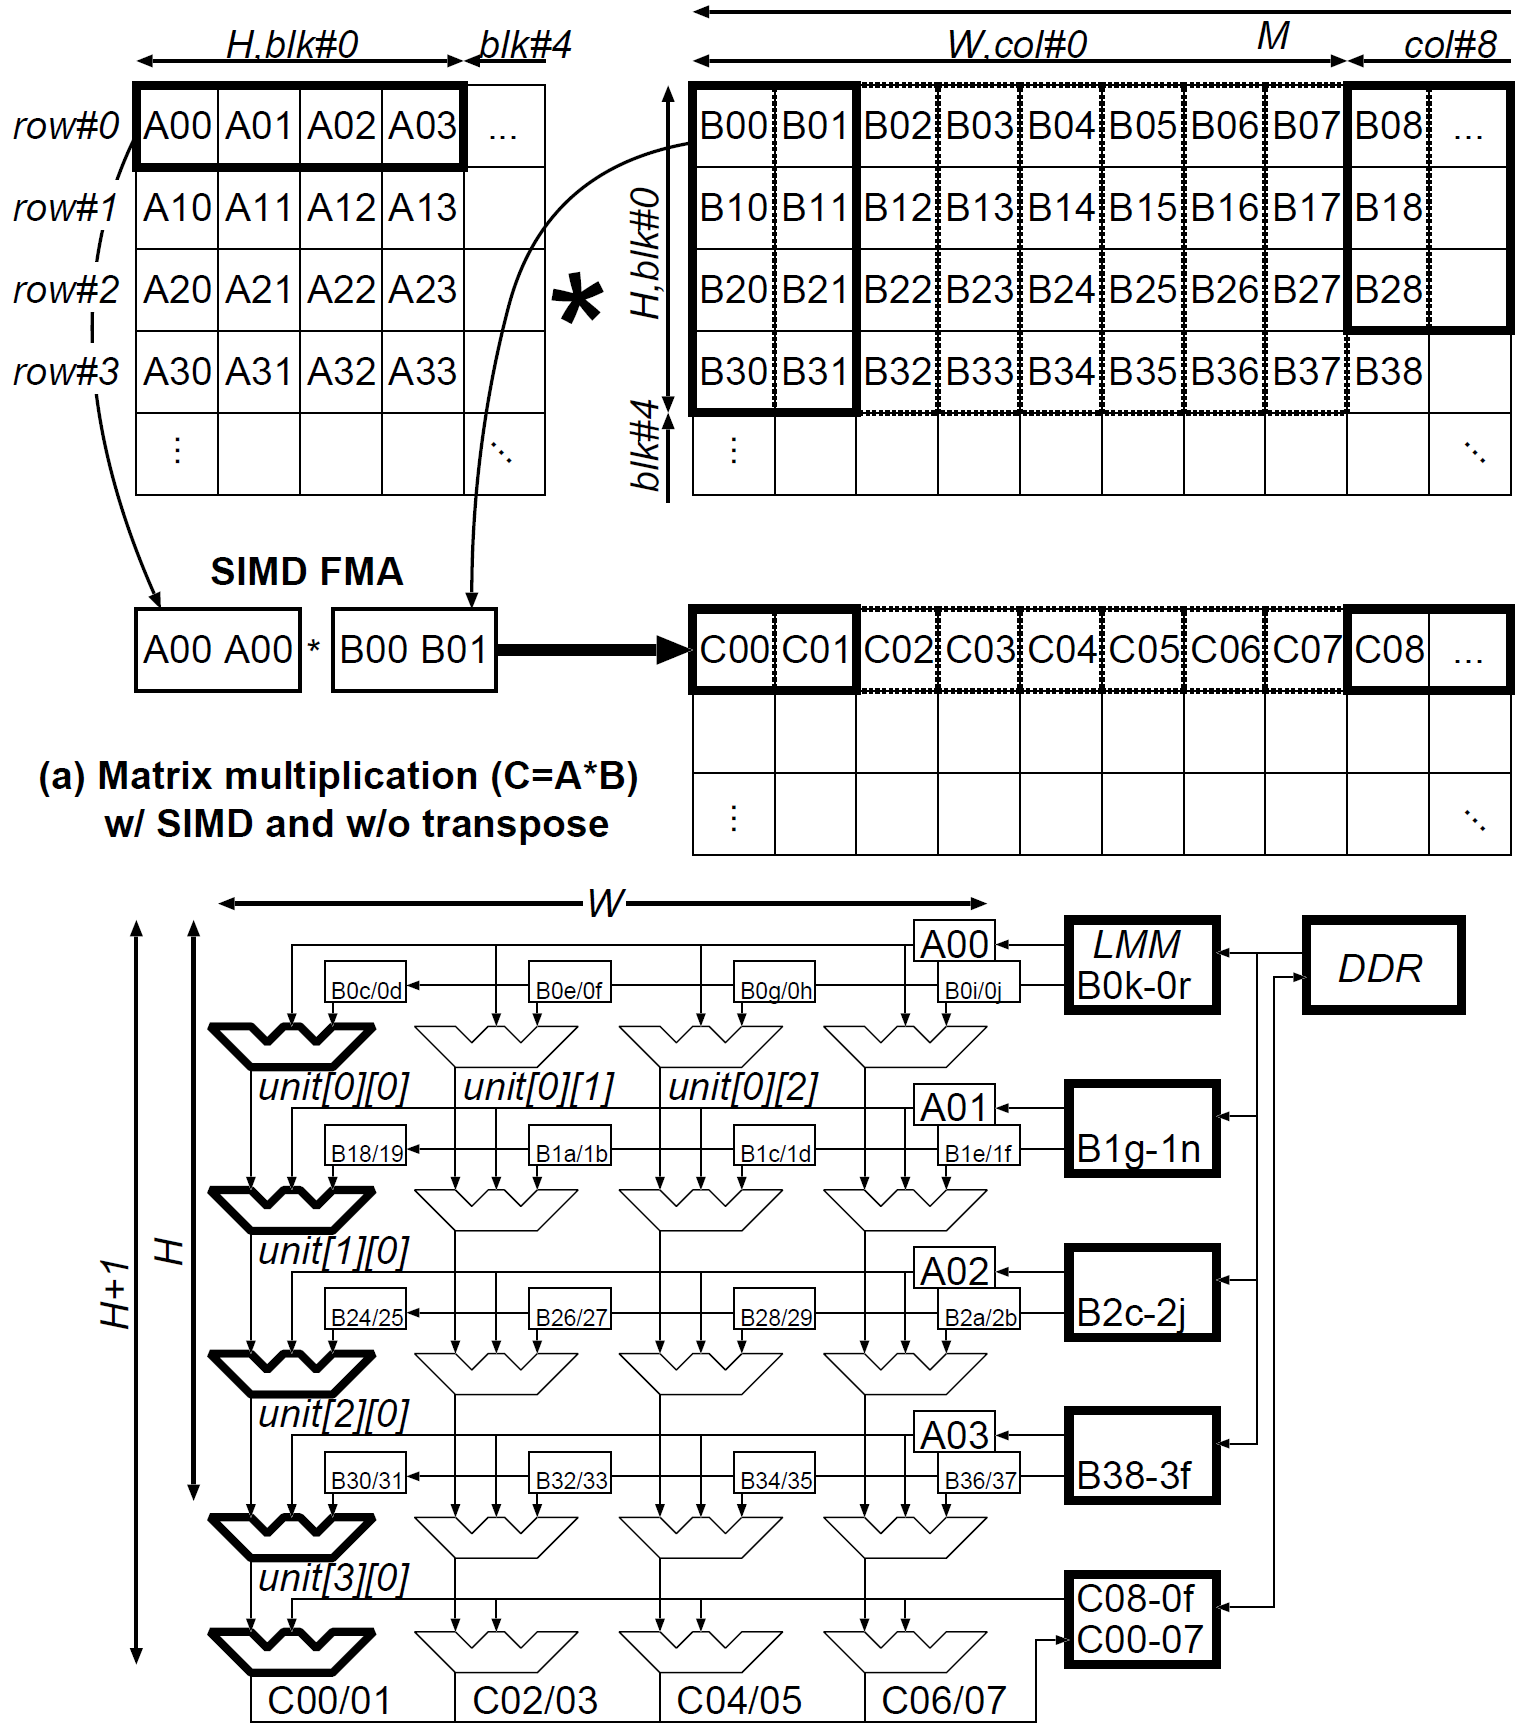 H,blk#0 blk#4
M
W,col#0 col#8
row#0 A00 A01 A02 A03 ...
row#1 A10 A11 A12 A13
row#2 A20 A21 A22 A23
row#3 A30 A31 A32 A33
⋮ ⋱
*
H,blk#0
blk#4
B00 B01 B02 B03 B04 B05 B06 B07 B08 ...
B10 B11 B12 B13 B14 B15 B16 B17 B18
B20 B21 B22 B23 B24 B25 B26 B27 B28
B30 B31 B32 B33 B34 B35 B36 B37 B38
⋮ ⋱
SIMD FMA
A00 A00 * B00 B01
C00 C01 C02 C03 C04 C05 C06 C07 C08 ...
⋮ ⋱
(a) Matrix multiplication (C=A*B)
w/ SIMD and w/o transpose
W
H+1
H
A00
LMM
B0k-0r
DDR
B0c/0d B0e/0f B0g/0h B0i/0j
unit[0][0] unit[0][1] unit[0][2]
A01
B18/19 B1a/1b B1c/1d B1e/1f
B1g-1n
unit[1][0]
A02
B24/25 B26/27 B28/29 B2a/2b
B2c-2j
unit[2][0]
A03
B30/31 B32/33 B34/35 B36/37
B38-3f
unit[3][0]
C08-0f
C00-07
C00/01 C02/03 C04/05 C06/07